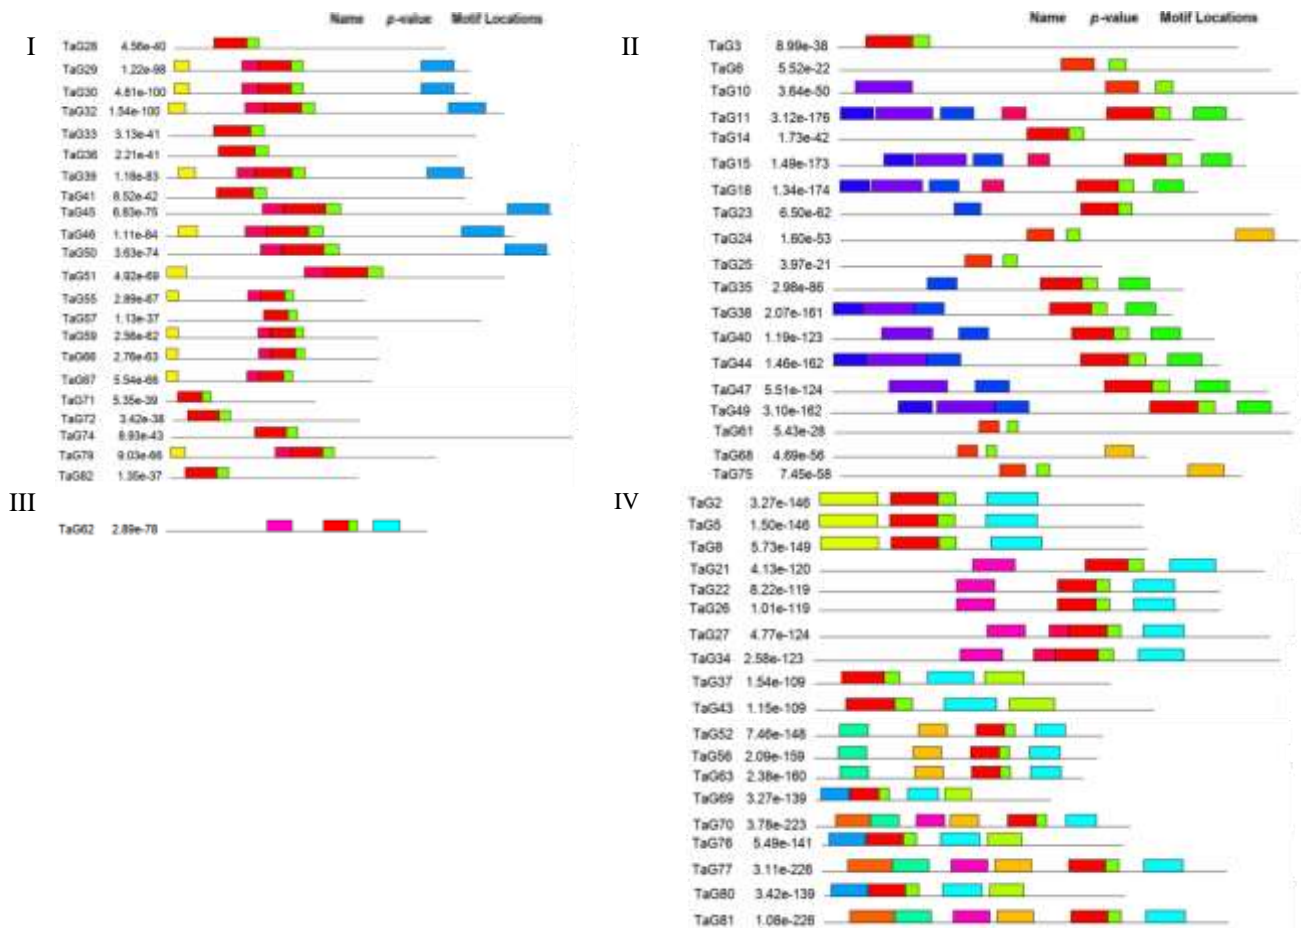 Name p-value Motif Locations
I
TaG28 4.56e-40
TaG29 1.22e-98
TaG30 4.81e-100
TaG32 1.54e-100
TaG33 3.13e-41
TaG36 2.21e-41
TaG39 1.18e-83
TaG41 8.52e-42
TaG45 6.83e-75
TaG46 1.11e-84
TaG50 3.63e-74
TaG51 4.92e-69
TaG55 2.89e-67
TaG57 1.13e-37
TaG59 2.56e-62
TaG66 2.76e-63
TaG67 5.54e-66
TaG71 5.35e-39
TaG72 3.42e-38
TaG74 8.93e-43
TaG79 9.03e-66
TaG82 1.35e-37
Name p-value Motif Locations
II
TaG3 8.99e-38
TaG6 5.52e-22
TaG10 3.64e-50
TaG11 3.12e-176
TaG14 1.73e-42
TaG15 1.49e-173
TaG18 1.34e-174
TaG23 6.50e-62
TaG24 1.60e-53
TaG25 3.97e-21
TaG35 2.98e-86
TaG38 2.07e-161
TaG40 1.19e-123
TaG44 1.46e-162
TaG47 5.51e-124
TaG49 3.10e-162
TaG61 5.43e-28
TaG68 4.69e-56
TaG75 7.45e-58
III
TaG62 2.89e-78
IV
TaG2 3.27e-146
TaG5 1.50e-146
TaG8 5.73e-149
TaG21 4.13e-120
TaG22 8.22e-119
TaG26 1.01e-119
TaG27 4.77e-124
TaG34 2.58e-123
TaG37 1.54e-109
TaG43 1.15e-109
TaG52 7.46e-148
TaG56 2.09e-159
TaG63 2.38e-160
TaG69 3.27e-139
TaG70 3.78e-223
TaG76 5.49e-141
TaG77 3.11e-226
TaG80 3.42e-139
TaG81 1.08e-226